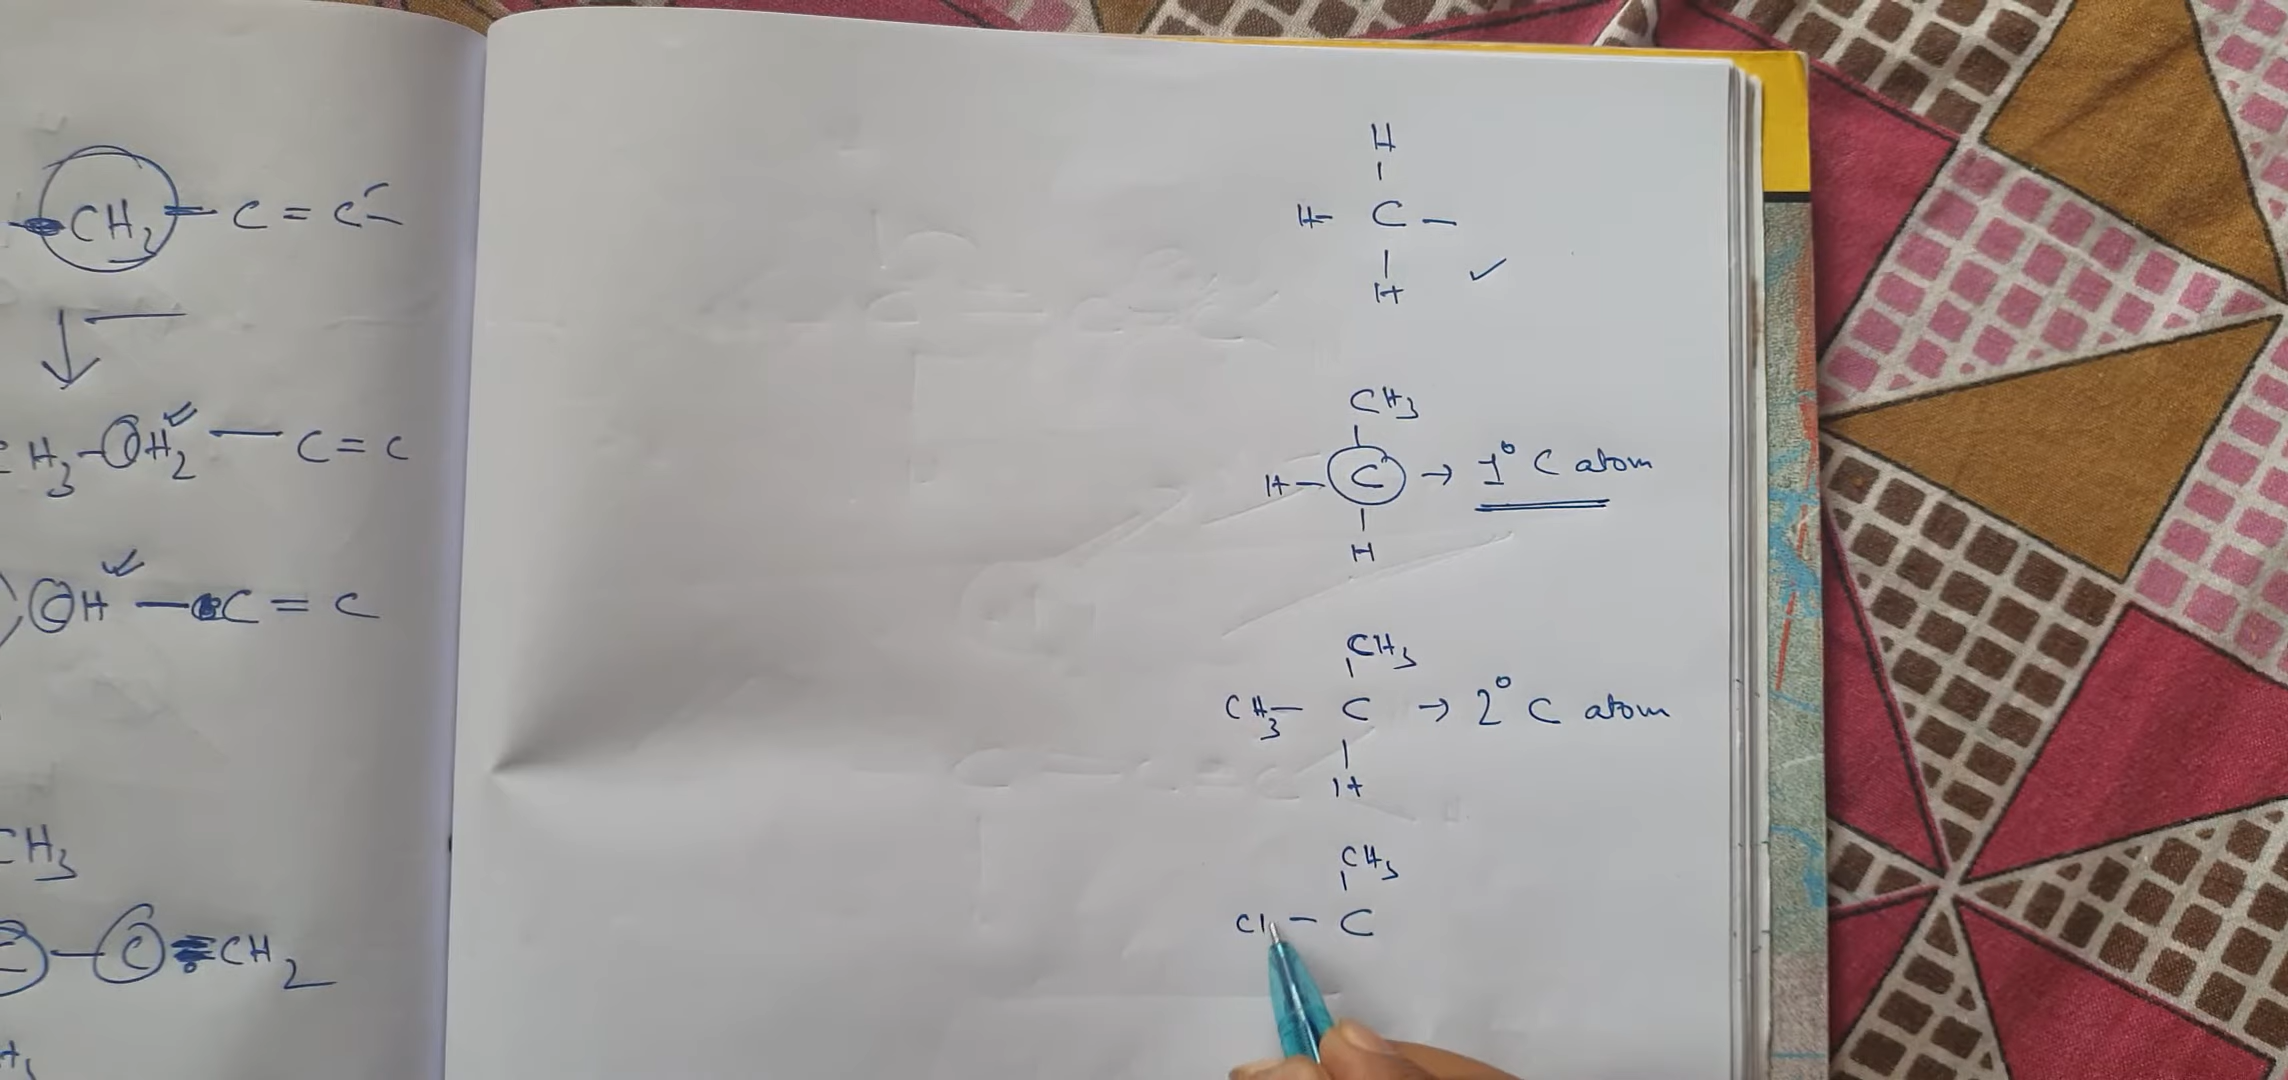 CH2 — C = C
CH3 - CH2 — C = C
CH — C = C
CH3
C — C = CH2
H
H - C -
H ✓
CH3
H - C → 1° C atom
H
CH3
CH3 - C → 2° C atom
H
CH3
Cl - C